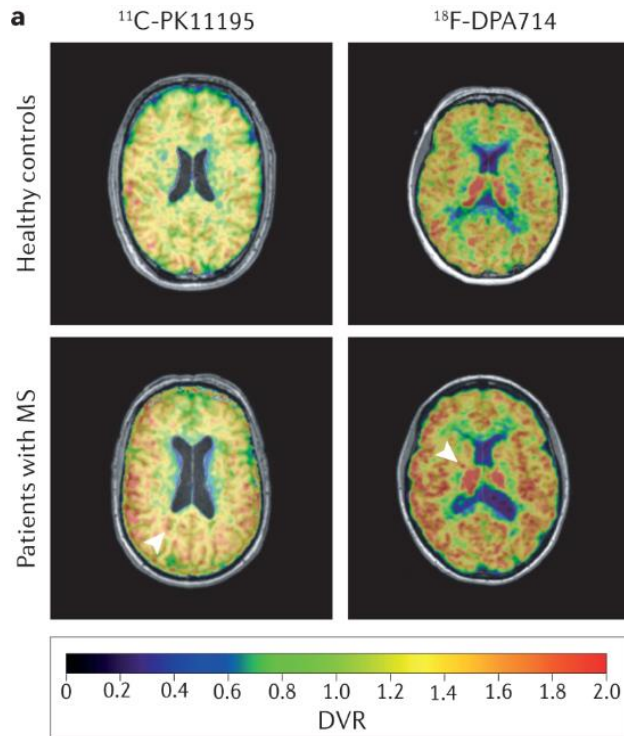 a
¹¹C-PK11195
¹⁸F-DPA714
Healthy controls
Patients with MS
0 0.2 0.4 0.6 0.8 1.0 1.2 1.4 1.6 1.8 2.0
DVR